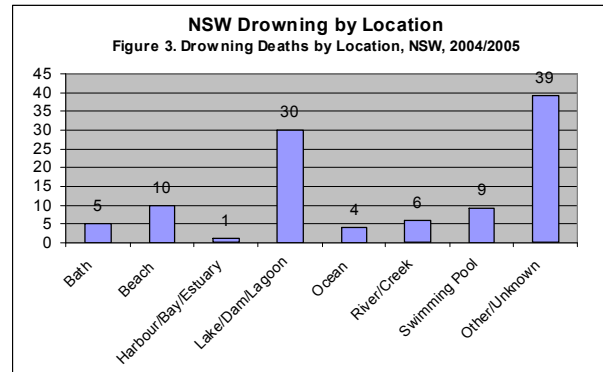 NSW Drowning by Location
Figure 3. Drowning Deaths by Location, NSW, 2004/2005
45
40
35
30
25
20
15
10
5
0
5
10
1
30
4
6
9
39
Bath
Beach
Harbour/Bay/Estuary
Lake/Dam/Lagoon
Ocean
River/Creek
Swimming Pool
Other/Unknown